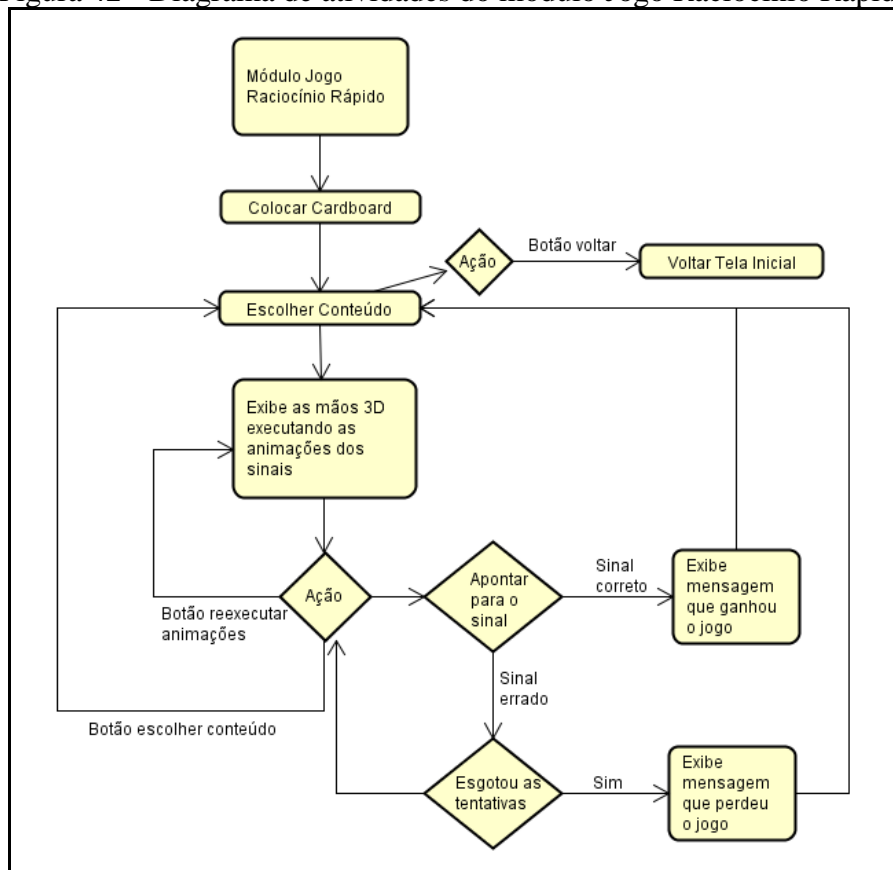 Diagrama de atividades do módulo Jogo Raciocínio
Módulo Jogo
Raciocínio Rápido
Colocar Cardboard
Ação
Botão voltar
Voltar Tela Inicial
Escolher Conteúdo
Exibe as mãos 3D
executando as
animações dos
sinais
Ação
Botão reexecutar
animações
Botão escolher conteúdo
Apontar
para o
sinal
Sinal
correto
Exibe
mensagem
que ganhou
o jogo
Sinal
errado
Esgotou as
tentativas
Sim
Exibe
mensagem
que perdeu
o jogo